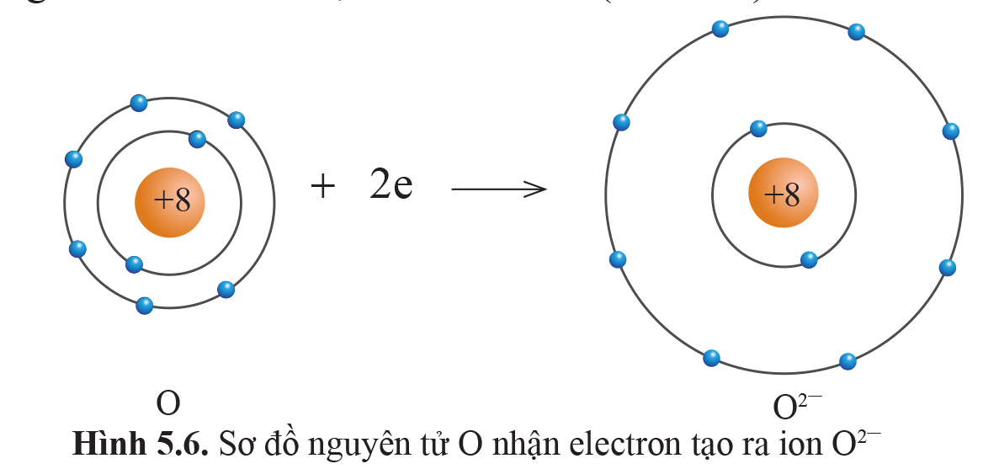 +8 + 2e +8
O O²⁻
Hình 5.6. Sơ đồ nguyên tử O nhận electron tạo ra ion O²⁻